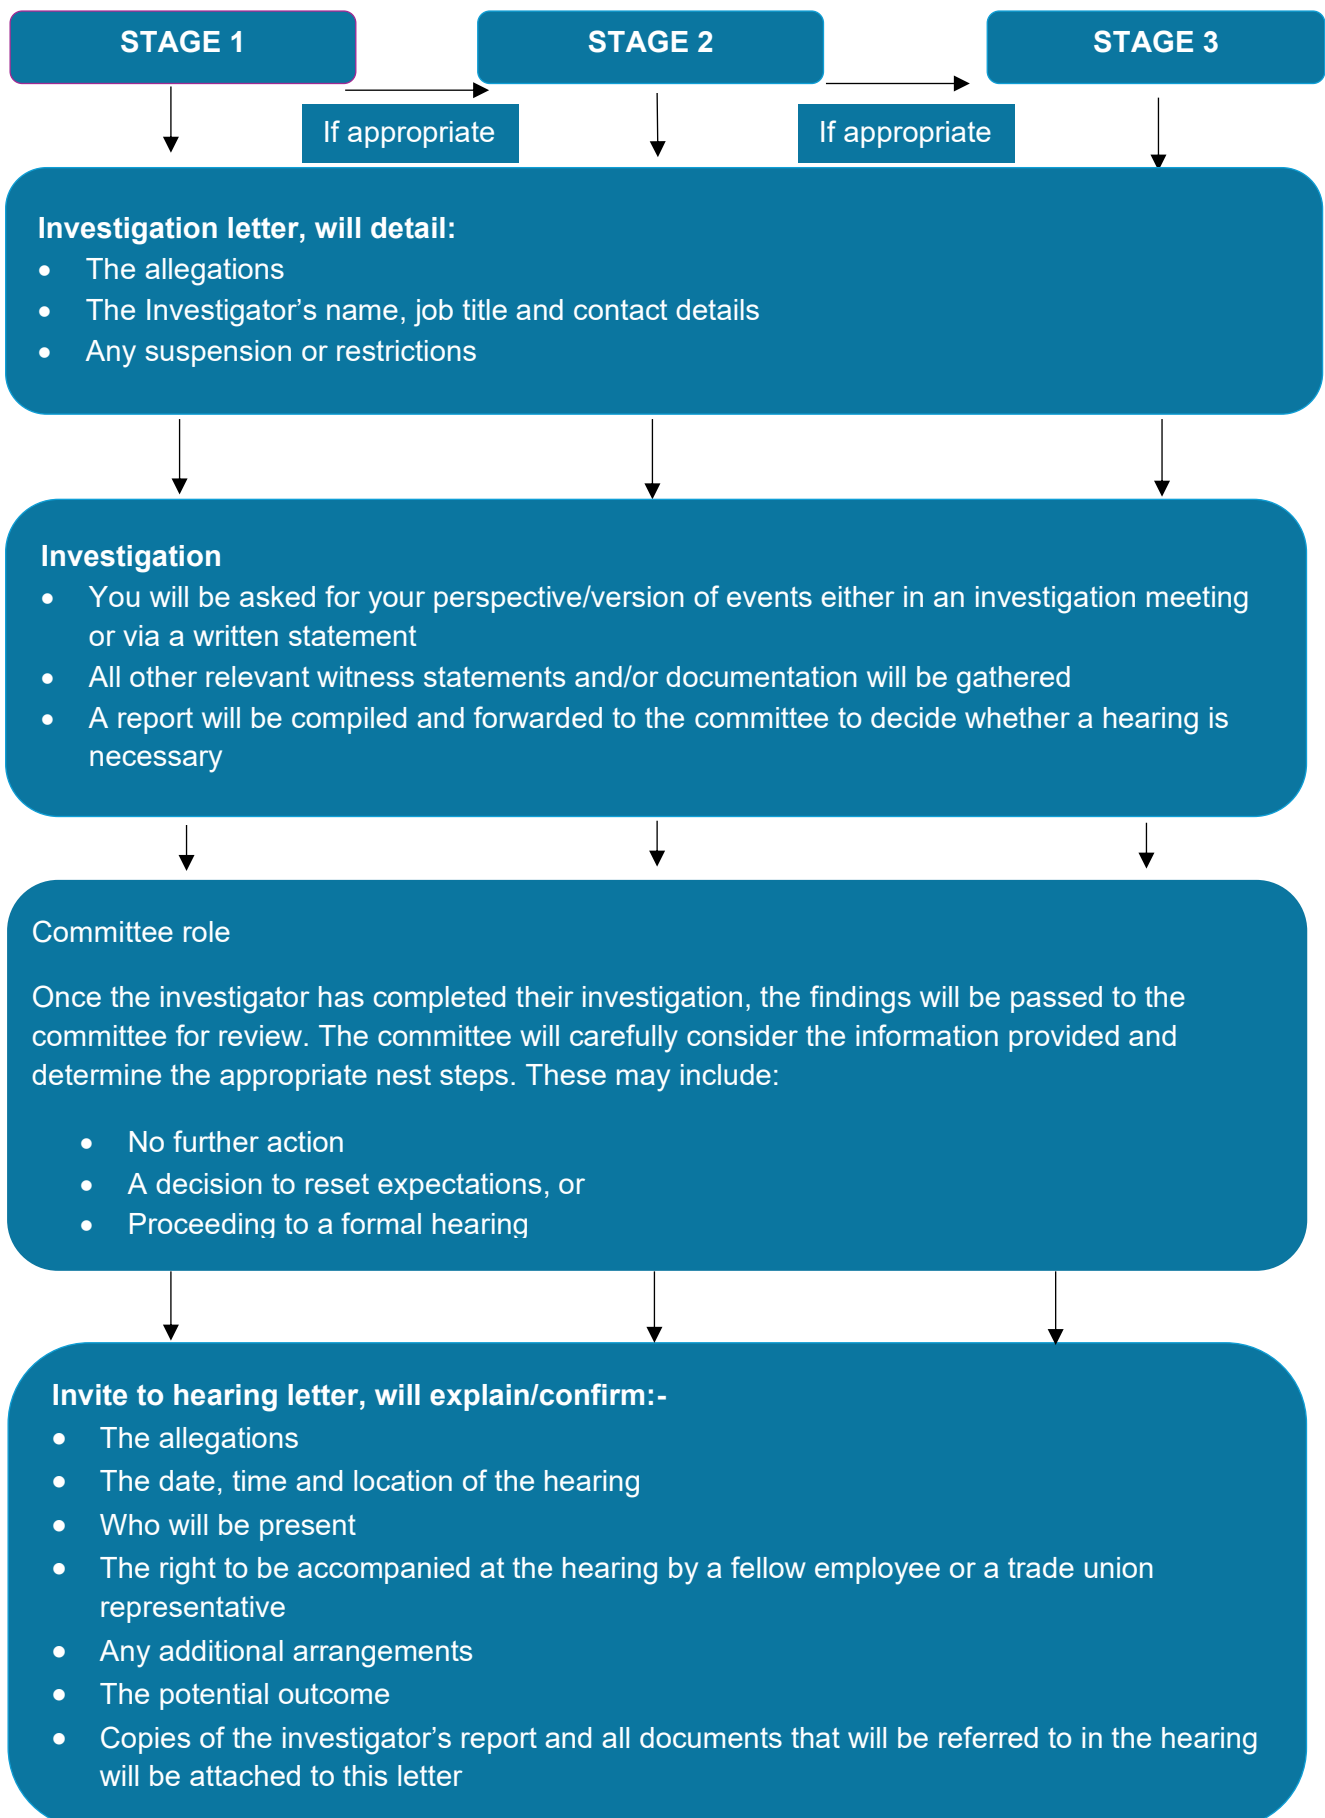 STAGE 1
STAGE 2
STAGE 3
If appropriate
If appropriate
Investigation letter, will detail:
• The allegations
• The Investigator’s name, job title and contact details
• Any suspension or restrictions
Investigation
• You will be asked for your perspective/version of events either in an investigation meeting
or via a written statement
• All other relevant witness statements and/or documentation will be gathered
• A report will be compiled and forwarded to the committee to decide whether a hearing is
necessary
Committee role
Once the investigator has completed their investigation, the findings will be passed to the
committee for review. The committee will carefully consider the information provided and
determine the appropriate nest steps. These may include:
• No further action
• A decision to reset expectations, or
• Proceeding to a formal hearing
Invite to hearing letter, will explain/confirm:-
• The allegations
• The date, time and location of the hearing
• Who will be present
• The right to be accompanied at the hearing by a fellow employee or a trade union
representative
• Any additional arrangements
• The potential outcome
• Copies of the investigator’s report and all documents that will be referred to in the hearing
will be attached to this letter